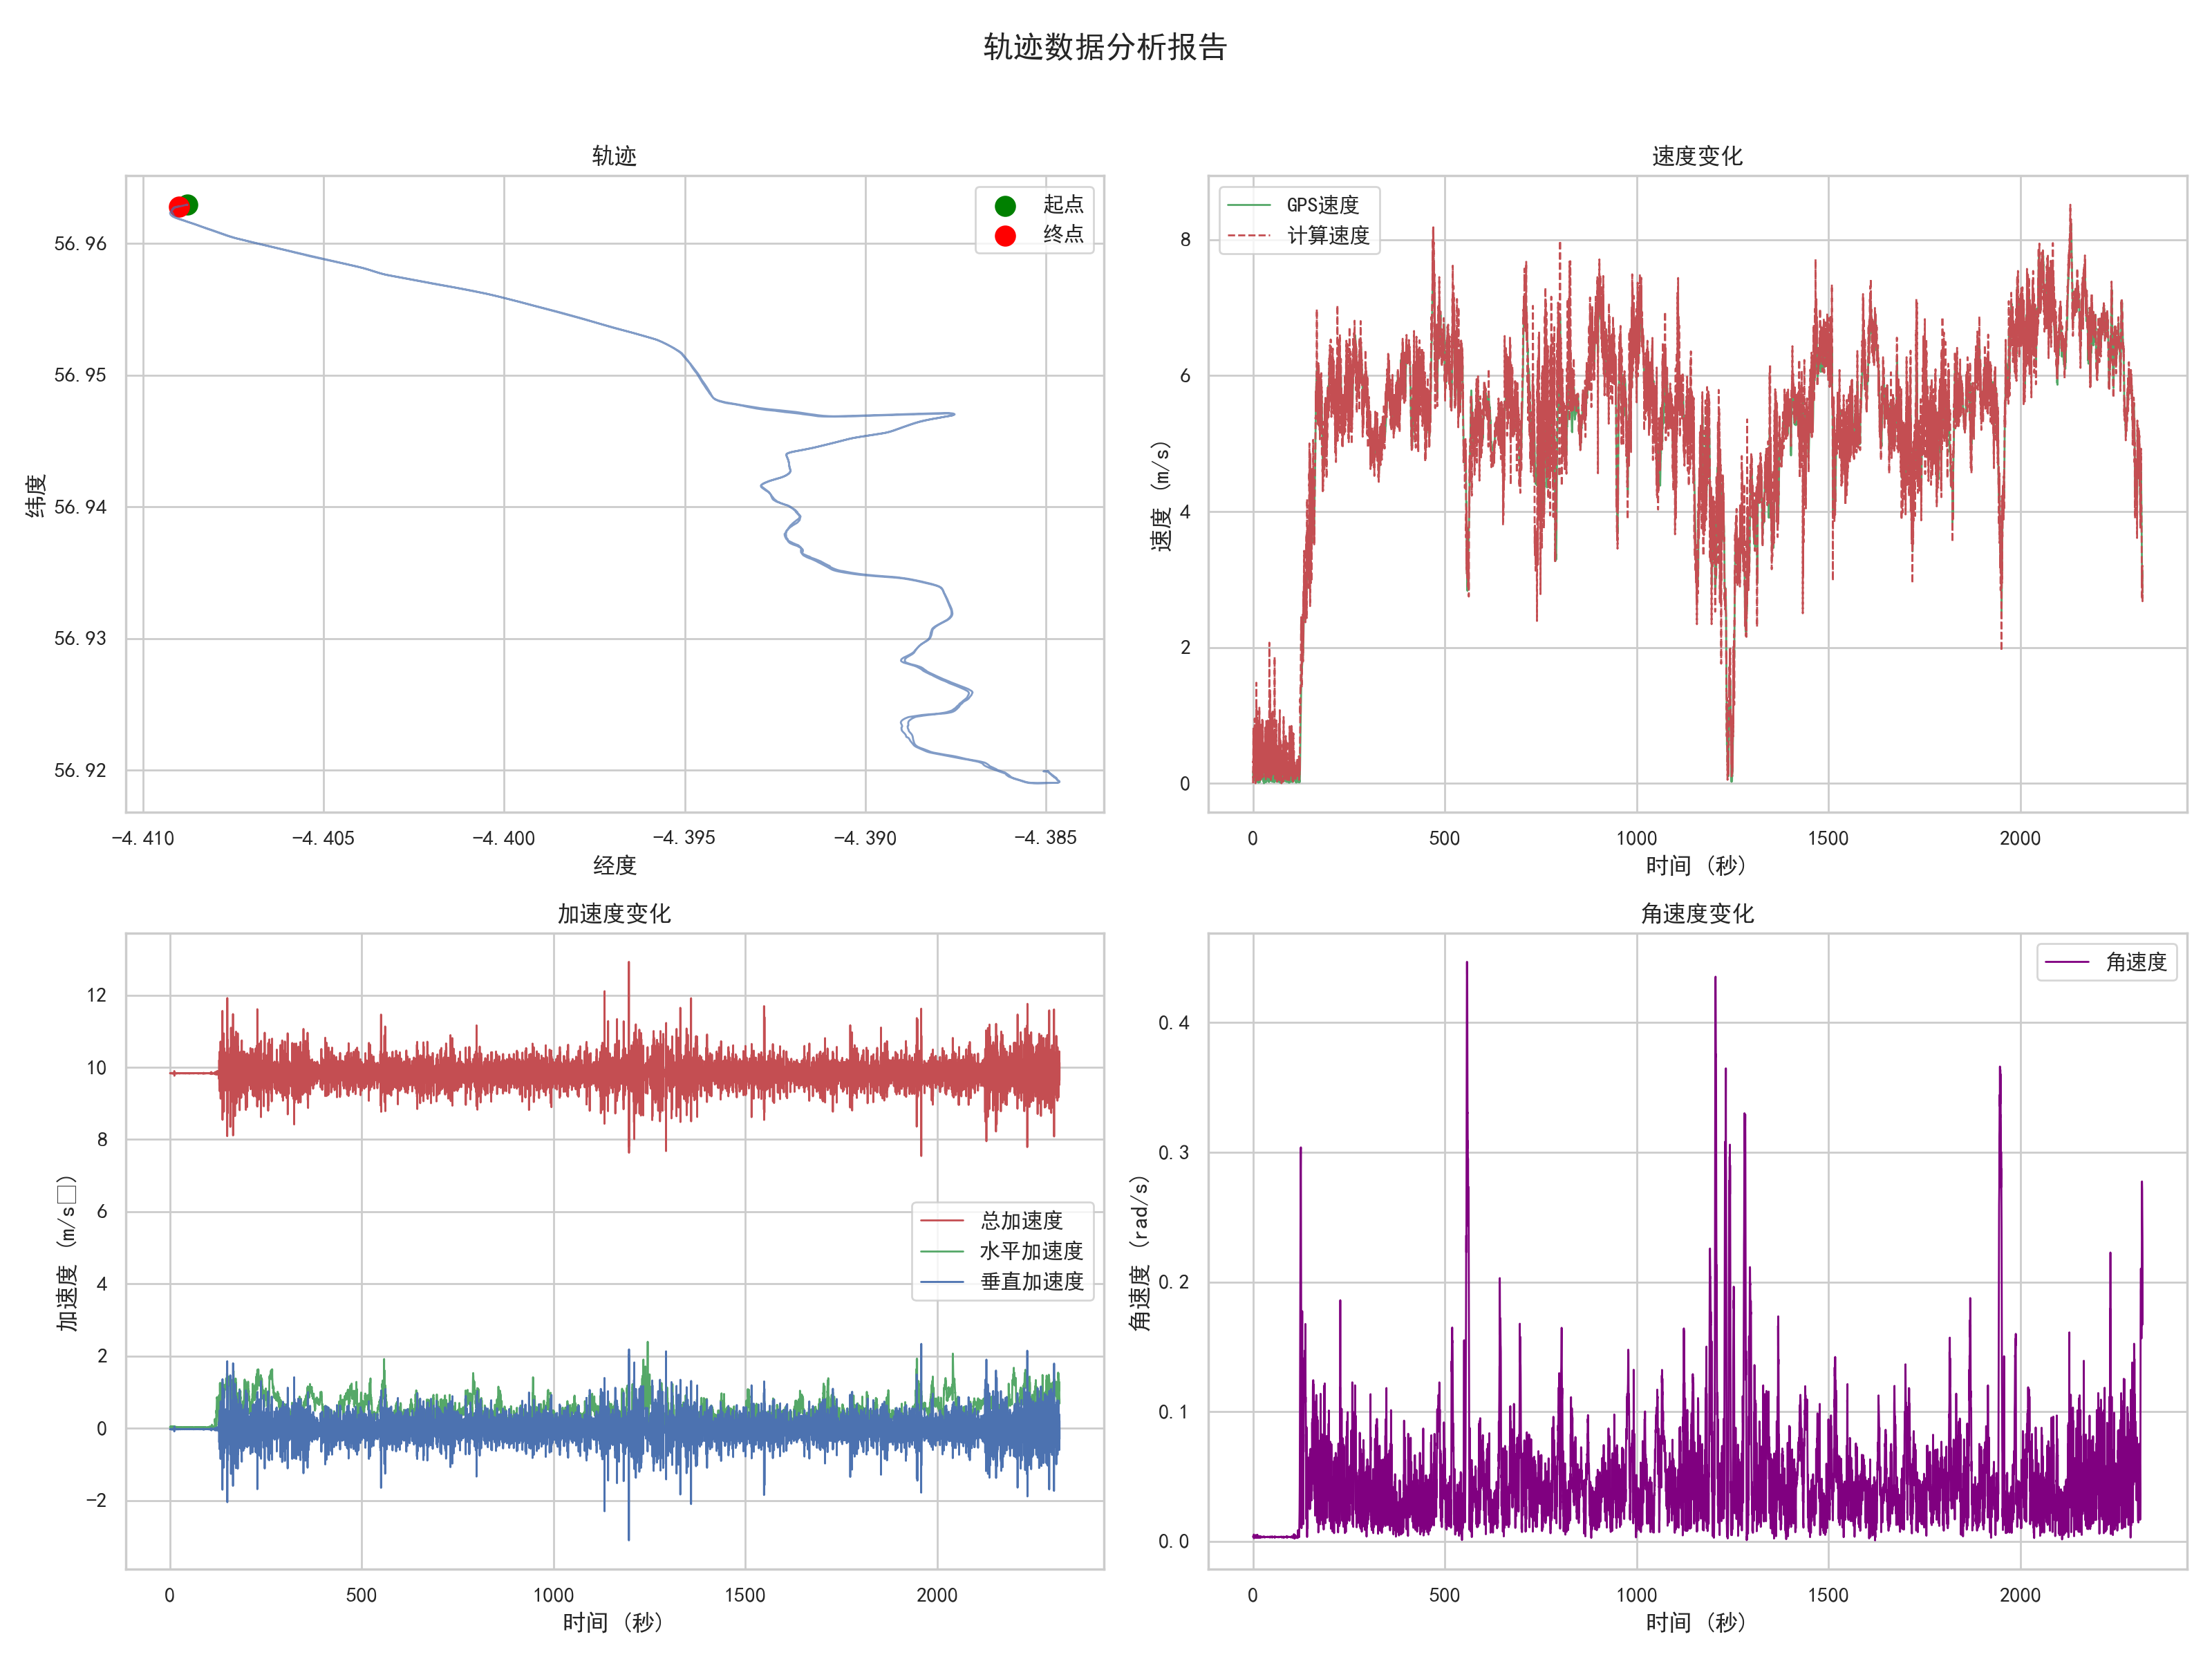 轨迹数据分析报告
轨迹
起点
终点
56.96
56.95
56.94
56.93
56.92
纬度
-4.410
-4.405
-4.400
-4.395
-4.390
-4.385
经度
速度变化
GPS速度
计算速度
8
6
4
2
0
速度 (m/s)
0
500
1000
1500
2000
时间 (秒)
加速度变化
12
10
8
6
4
2
0
-2
加速度 (m/s□)
总加速度
水平加速度
垂直加速度
0
500
1000
1500
2000
时间 (秒)
角速度变化
角速度
0.4
0.3
0.2
0.1
0.0
角速度 (rad/s)
0
500
1000
1500
2000
时间 (秒)